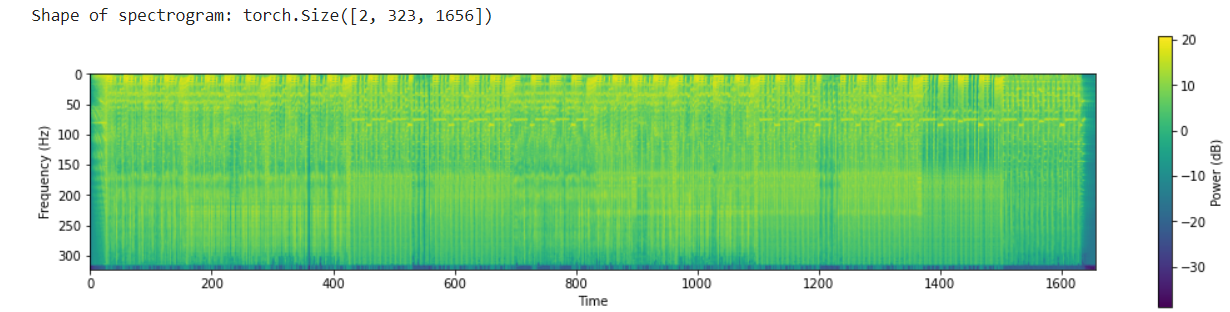 Shape of spectrogram: torch.Size([2, 323, 1656])
20
10
0
−10
−20
−30
Power (dB)
0
50
100
150
200
250
300
Frequency (Hz)
0 200 400 600 800 1000 1200 1400 1600
Time